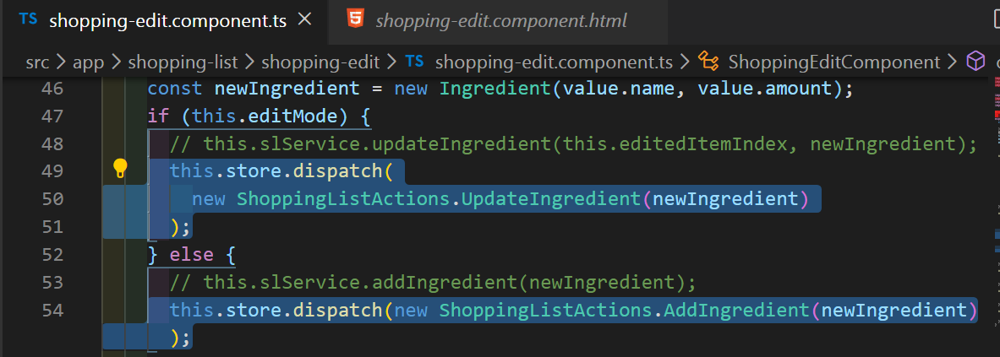 TS shopping-edit.component.ts × shopping-edit.component.html
src > app > shopping-list > shopping-edit > TS shopping-edit.component.ts > ShoppingEditComponent >
46 const newIngredient = new Ingredient(value.name, value.amount);
47 if (this.editMode) {
48 // this.slService.updateIngredient(this.editedItemIndex, newIngredient);
49 this.store.dispatch(
50 new ShoppingListActions.UpdateIngredient(newIngredient)
51 );
52 } else {
53 // this.slService.addIngredient(newIngredient);
54 this.store.dispatch(new ShoppingListActions.AddIngredient(newIngredient)
);